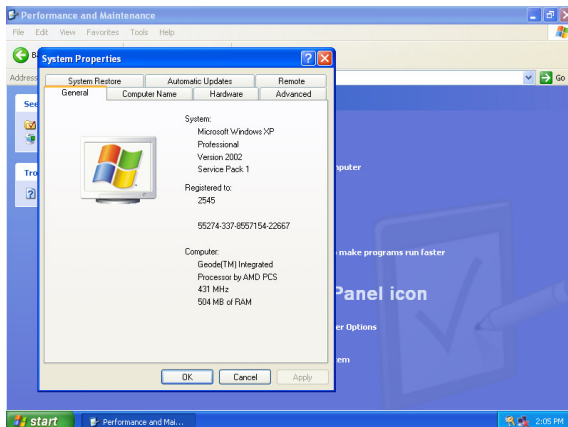 Performance and Maintenance
File Edit View Favorites Tools Help
Address
Go
System Properties
System Restore Automatic Updates Remote
General Computer Name Hardware Advanced
System:
Microsoft Windows XP
Professional
Version 2002
Service Pack 1
Registered to:
2545
55274-337-8557154-22667
Computer:
Geode(TM) Integrated
Processor by AMD PCS
431 MHz
504 MB of RAM
OK Cancel Apply
See
Tro
mputer
make programs run faster
Panel icon
er Options
tem
start Performance and Mai... 2:05 PM